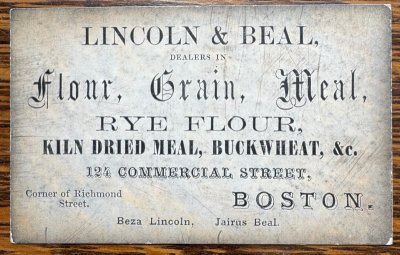 LINCOLN & BEAL,
DEALERS IN
Flour, Grain, Meal,
RYE FLOUR,
KILN DRIED MEAL, BUCKWHEAT, &c.
124 COMMERCIAL STREET,
Corner of Richmond
Street.
BOSTON.
Beza Lincoln, Jairus Beal.